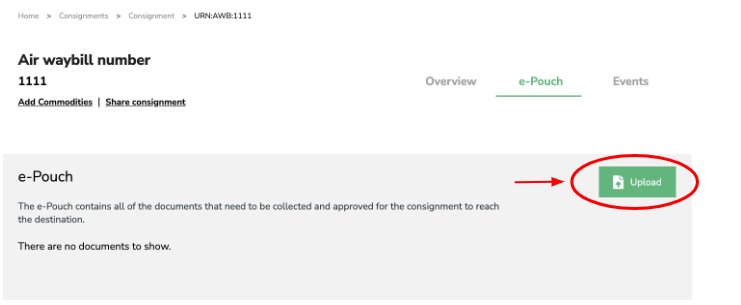 Home > Consignments > Consignment > URN:AWB:1111
Air waybill number
1111
Overview e-Pouch Events
Add Commodities | Share consignment
e-Pouch
Upload
The e-Pouch contains all of the documents that need to be collected and approved for the consignment to reach
the destination.
There are no documents to show.